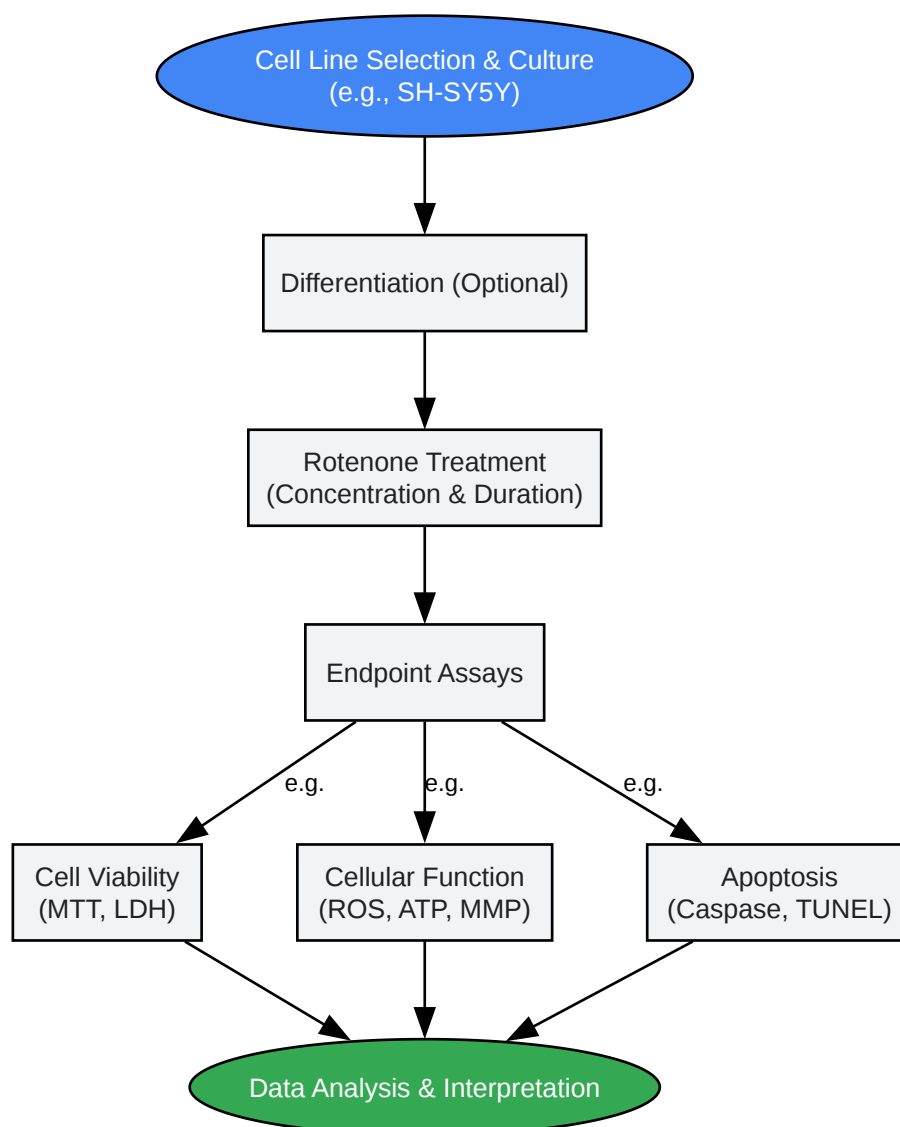 Cell Line Selection & Culture
(e.g., SH-SY5Y)
Differentiation (Optional)
Rotenone Treatment
(Concentration & Duration)
Endpoint Assays
e.g.
e.g.
e.g.
Cell Viability
(MTT, LDH)
Cellular Function
(ROS, ATP, MMP)
Apoptosis
(Caspase, TUNEL)
Data Analysis & Interpretation